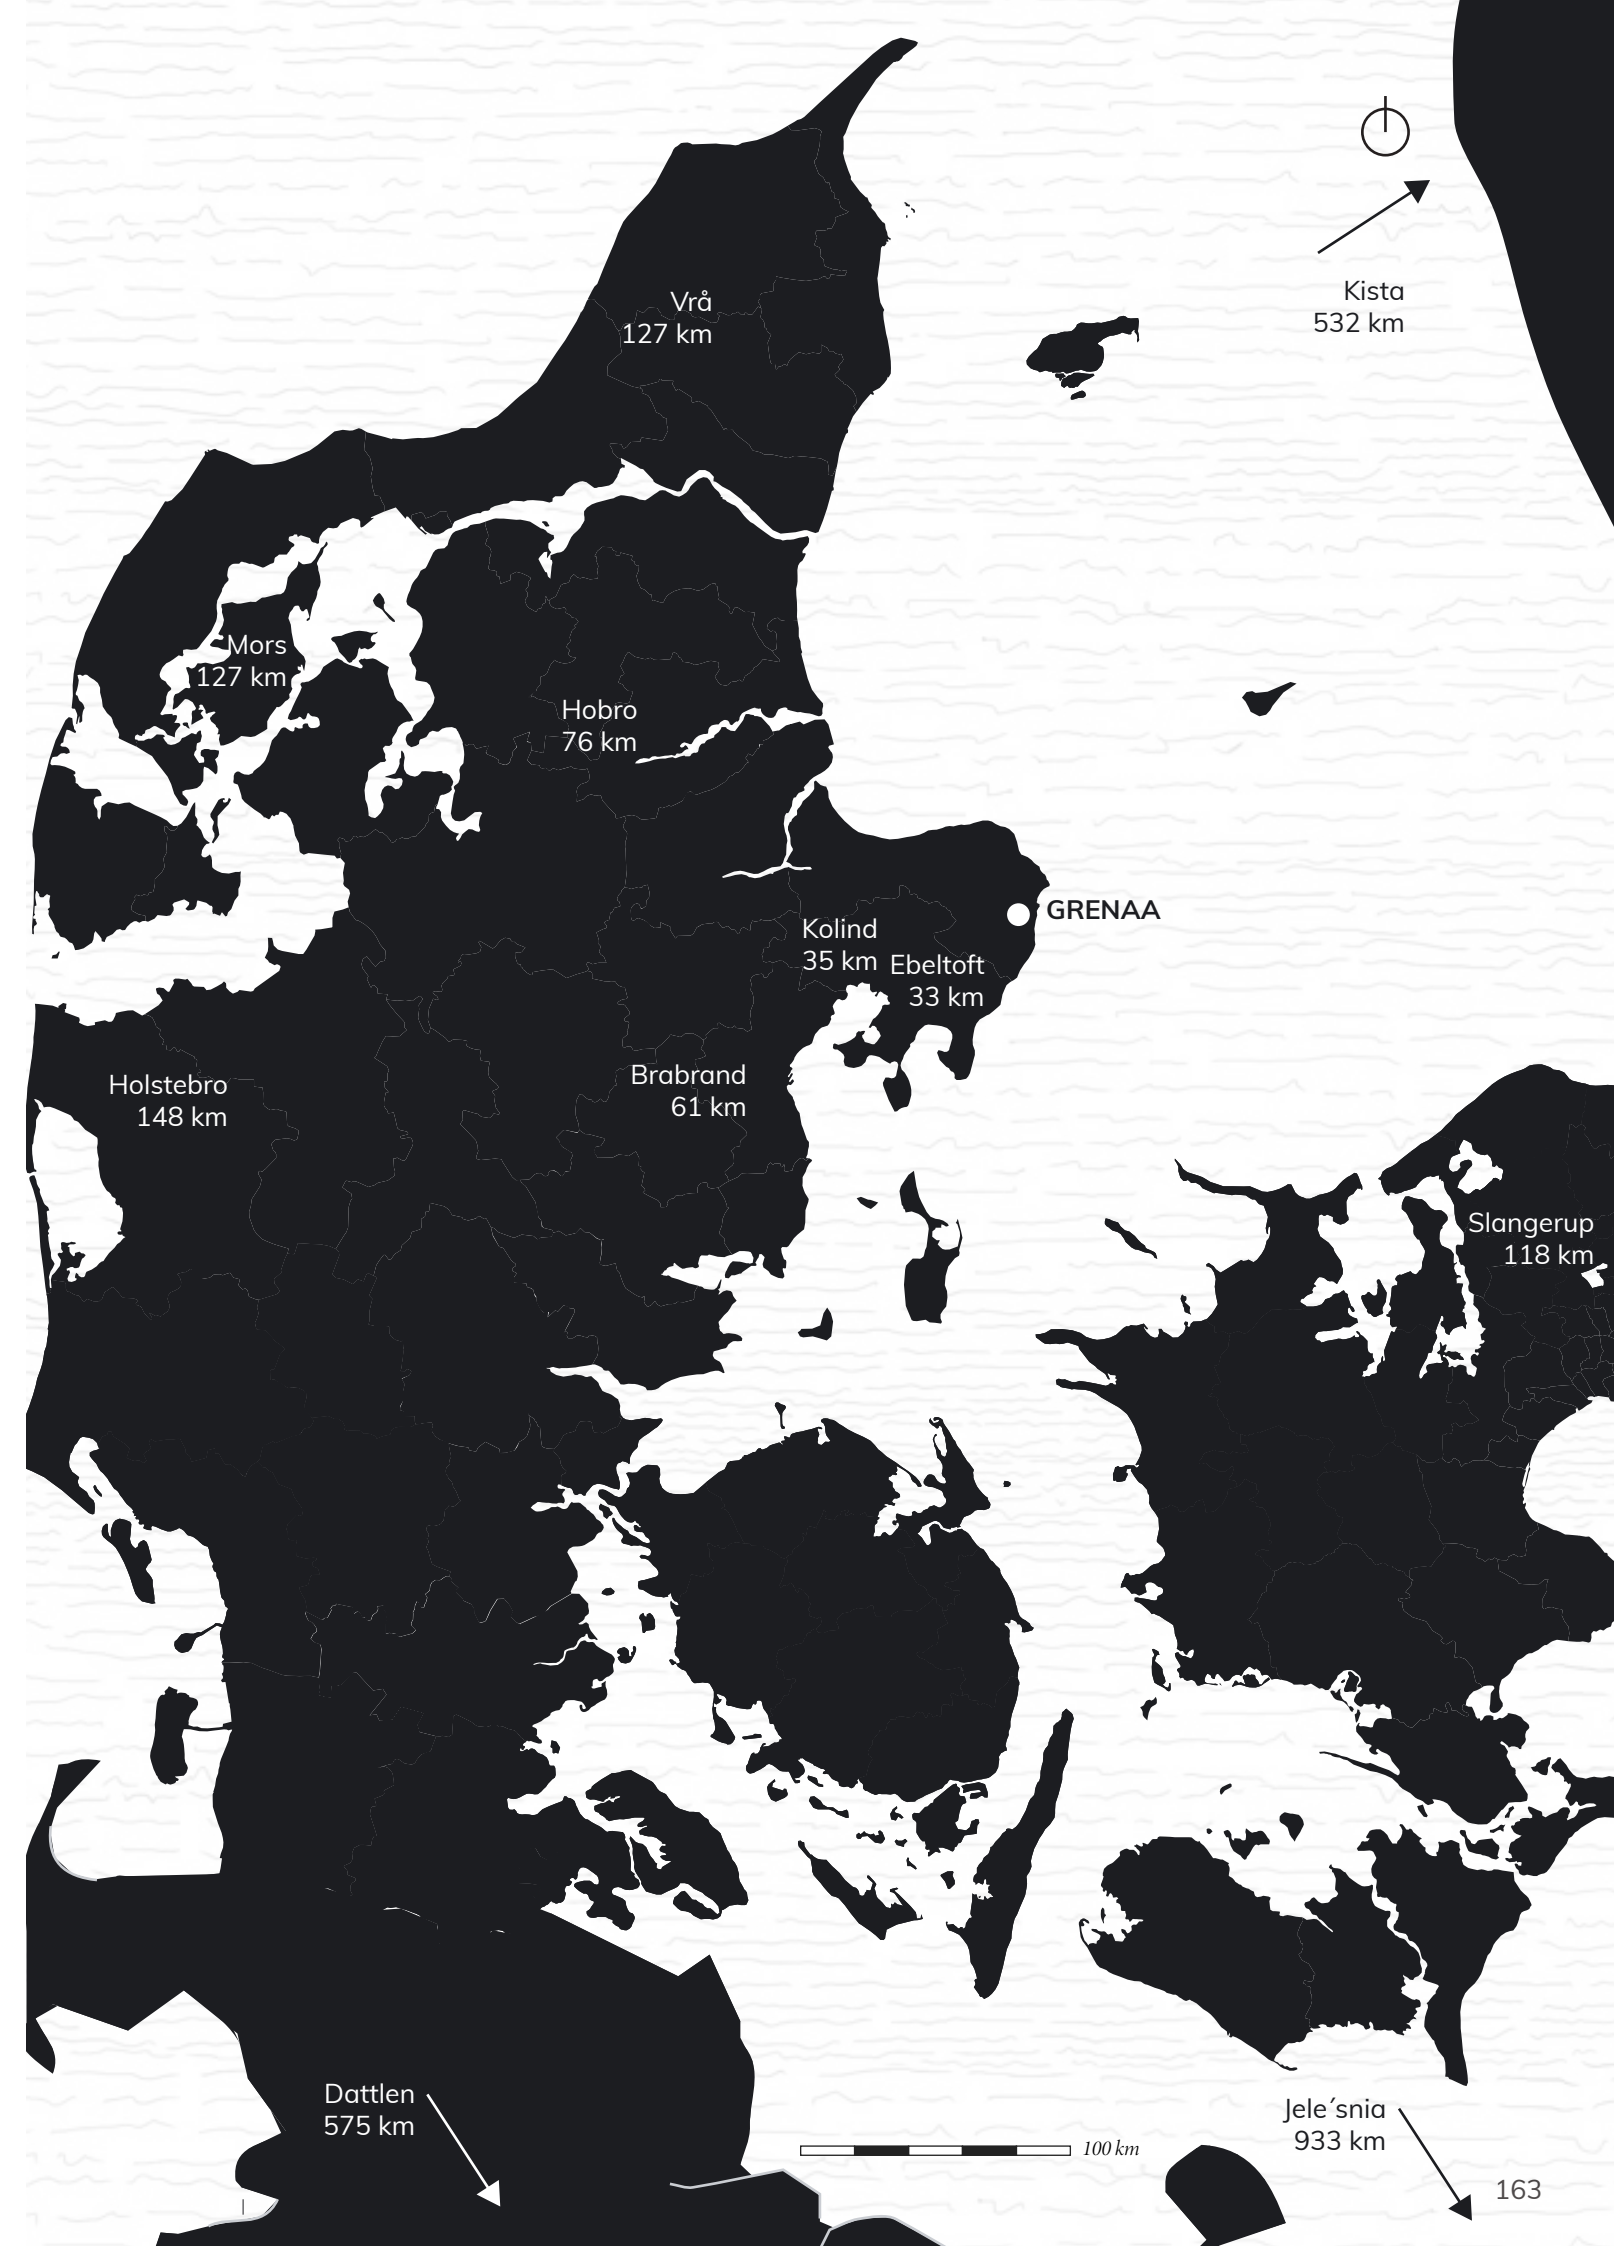 Kista
532 km
Vrå
127 km
Mors
127 km
Hobro
76 km
GRENAA
Kolind
35 km
Ebeltoft
33 km
Brabrand
61 km
Holstebro
148 km
Slangerup
118 km
Dattlen
575 km
Jele´snia
933 km
100 km
163